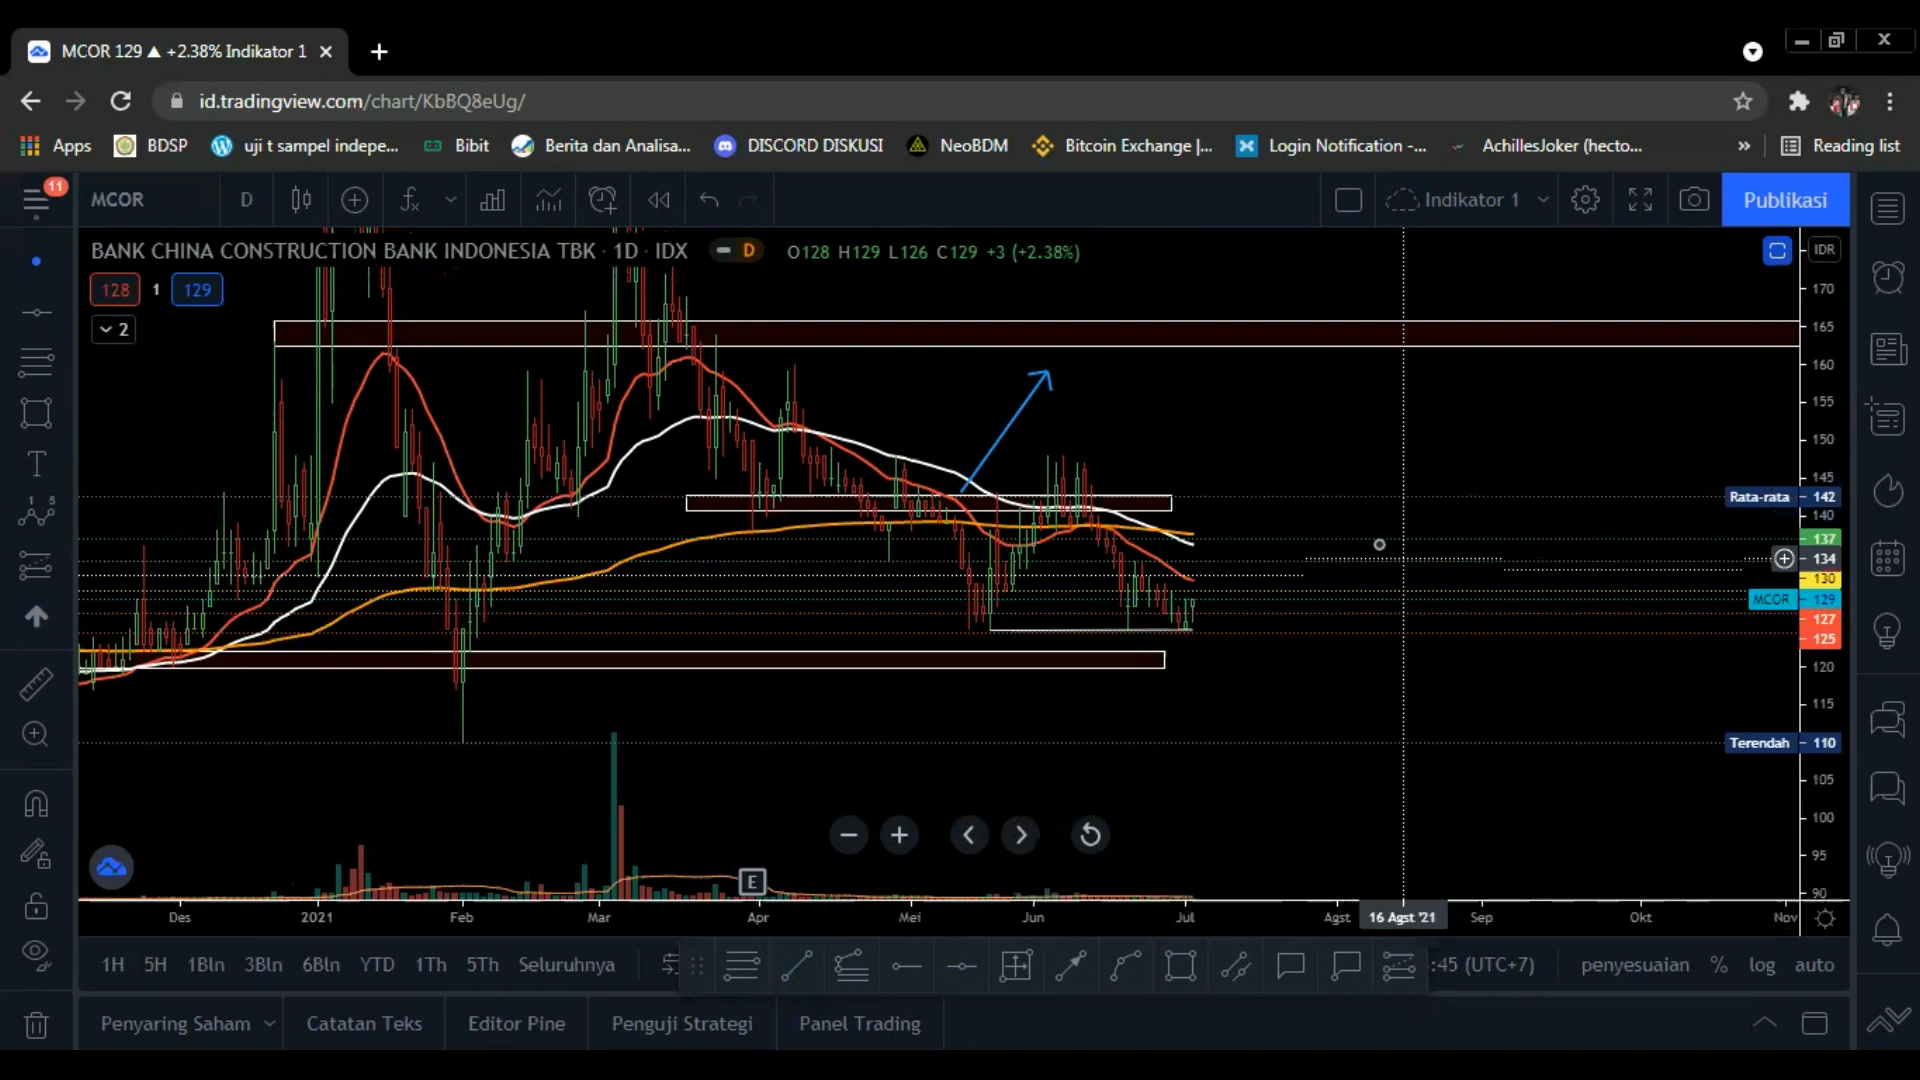 MCOR 129 ▲ +2.38% Indikator 1
id.tradingview.com/chart/KbBQ8eUg/
Apps BDSP uji t sampel indepe... Bibit Berita dan Analisa... DISCORD DISKUSI NeoBDM Bitcoin Exchange |... Login Notification -... AchillesJoker (hecto... » Reading list
11
MCOR D Indikator 1 Publikasi
BANK CHINA CONSTRUCTION BANK INDONESIA TBK · 1D · IDX D O128 H129 L126 C129 +3 (+2.38%) IDR
128 1 129
2
170
165
160
155
150
145
Rata-rata 142
140
137
134
130
MCOR 129
127
125
120
115
Terendah 110
105
100
95
90
E
Des 2021 Feb Mar Apr Mei Jun Jul Agst 16 Agst '21 Sep Okt Nov
1H 5H 1Bln 3Bln 6Bln YTD 1Th 5Th Seluruhnya :45 (UTC+7) penyesuaian % log auto
Penyaring Saham Catatan Teks Editor Pine Penguji Strategi Panel Trading